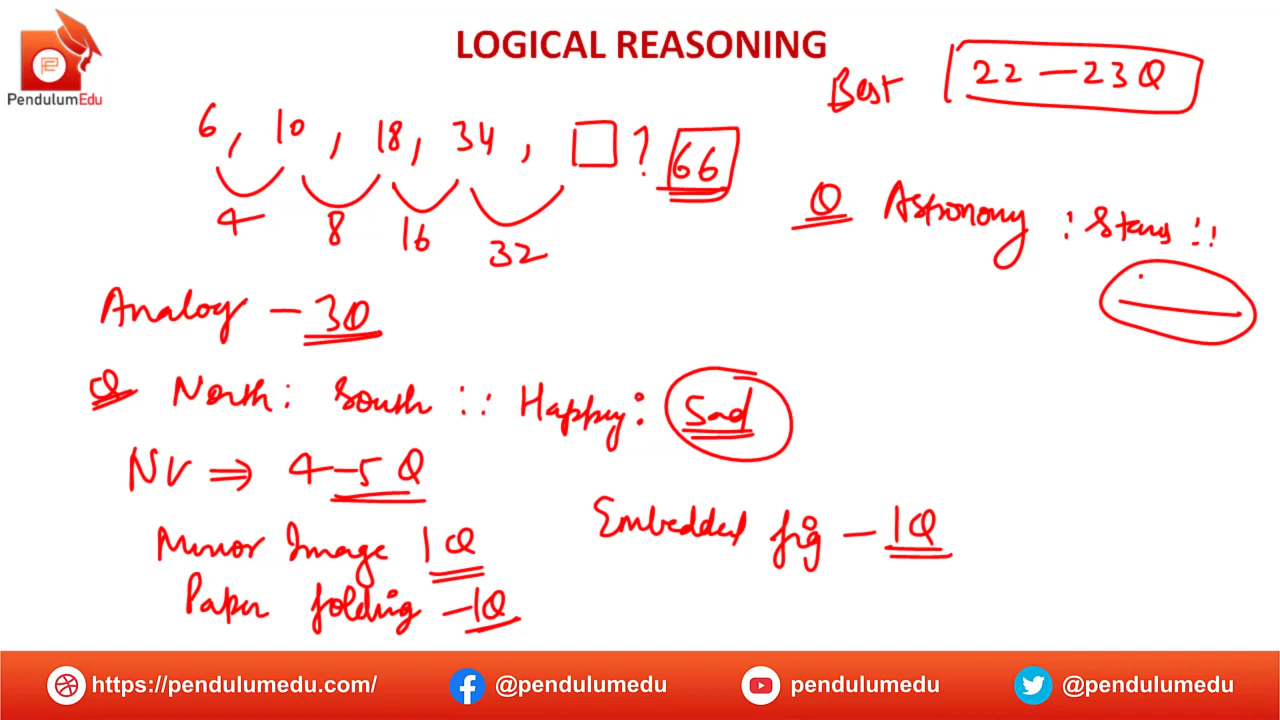 LOGICAL REASONING
PendulumEdu
Best 22 – 23 Q
6, 10, 18, 34, □ ? 66
4 8 16 32
Q Astronomy : Stars ::
Analogy – 3Q
Q North : South :: Happy : Sad
NV ⇒ 4–5 Q
Mirror Image 1Q
Embedded fig – 1Q
Paper folding – 1Q
https://pendulumedu.com/ @pendulumedu pendulumedu @pendulumedu